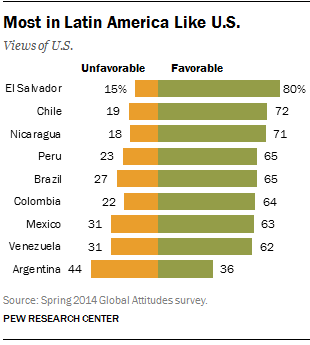 Most in Latin America Like U.S.
Views of U.S.
Unfavorable Favorable
El Salvador 15% 80%
Chile 19 72
Nicaragua 18 71
Peru 23 65
Brazil 27 65
Colombia 22 64
Mexico 31 63
Venezuela 31 62
Argentina 44 36
Source: Spring 2014 Global Attitudes survey.
PEW RESEARCH CENTER